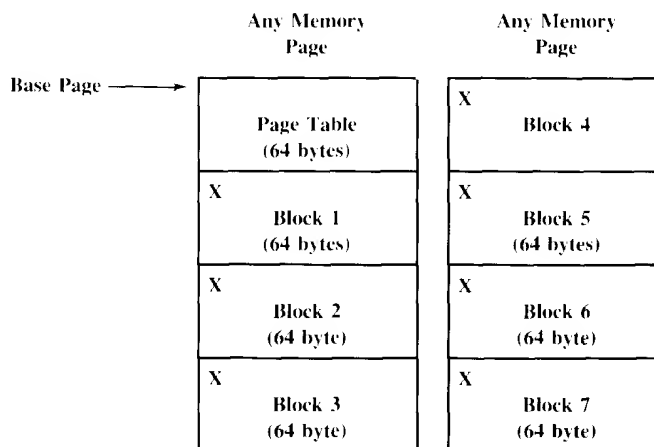 Any Memory
Page
Any Memory
Page
Base Page
Page Table
(64 bytes)
X
Block 1
(64 bytes)
X
Block 2
(64 byte)
X
Block 3
(64 byte)
X
Block 4
X
Block 5
(64 bytes)
X
Block 6
(64 byte)
X
Block 7
(64 byte)